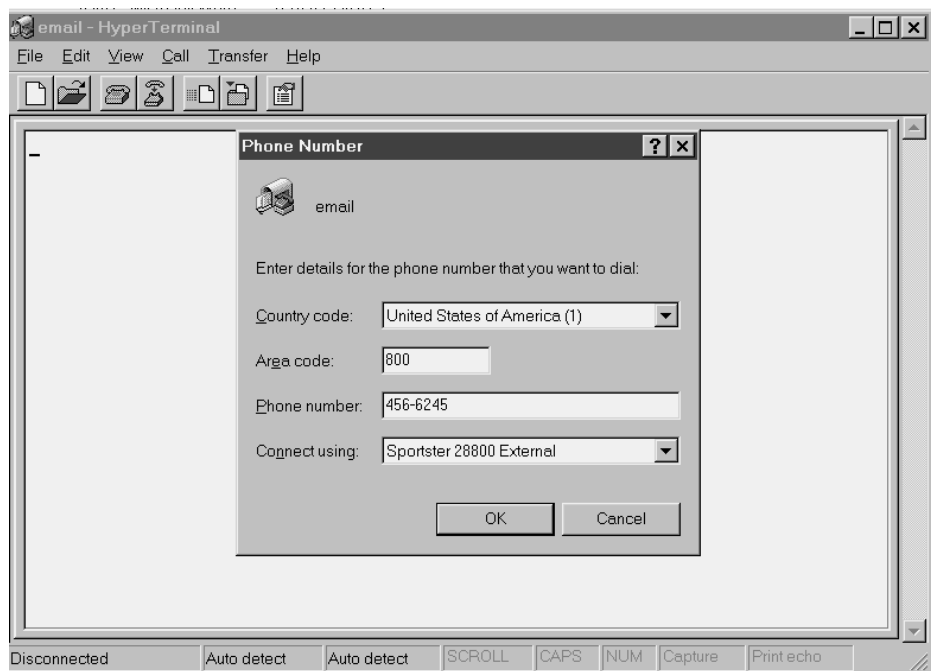 email - HyperTerminal
File Edit View Call Transfer Help
Phone Number
email
Enter details for the phone number that you want to dial:
Country code: United States of America (1)
Area code: 800
Phone number: 456-6245
Connect using: Sportster 28800 External
OK Cancel
Disconnected Auto detect Auto detect SCROLL CAPS NUM Capture Print echo